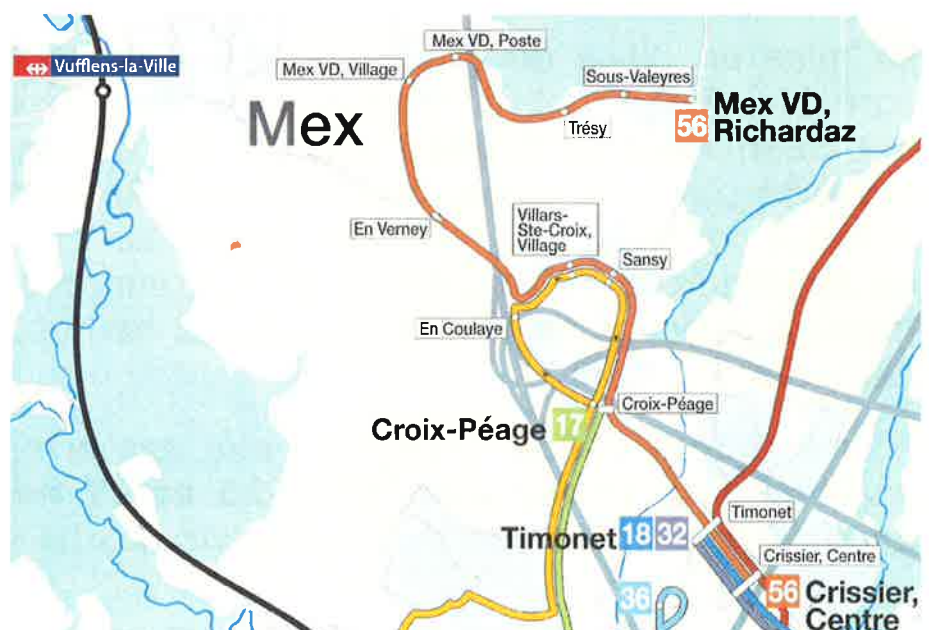 Mex VD, Poste
Vufflens-la-Ville
Mex VD, Village
Sous-Valeyres
Mex
56 Mex VD,
Richardaz
Trésy
Villars-
Ste-Croix,
Village
En Verney
Sansy
En Coulaye
Croix-Péage
Croix-Péage 17
Timonet
Timonet 18 32
Crissier, Centre
36
56 Crissier,
Centre